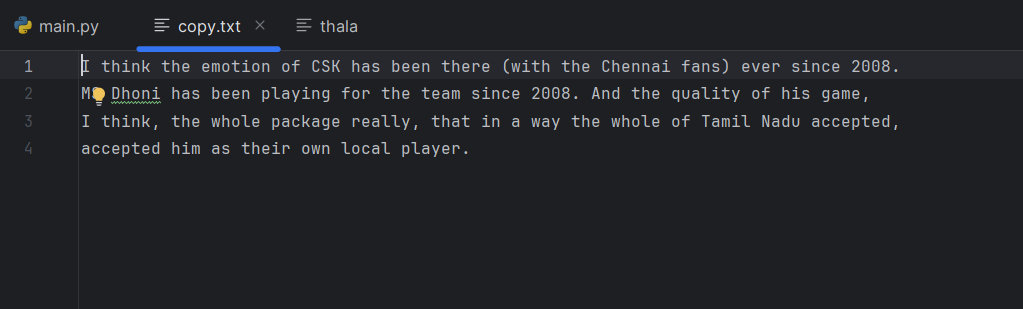 main.py copy.txt thala
1 I think the emotion of CSK has been there (with the Chennai fans) ever since 2008.
2 MS Dhoni has been playing for the team since 2008. And the quality of his game,
3 I think, the whole package really, that in a way the whole of Tamil Nadu accepted,
4 accepted him as their own local player.